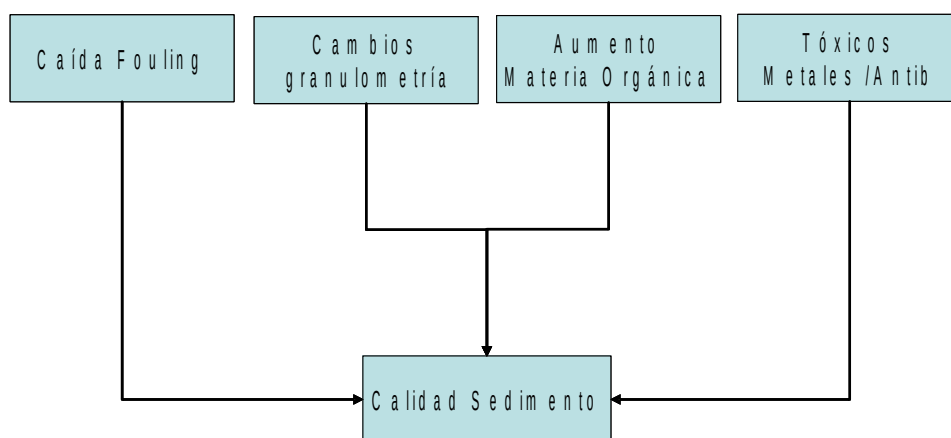 Caída Fouling
Cambios
granulometría
Aumento
Materia Orgánica
Tóxicos
Metales /Antib
Calidad Sedimento